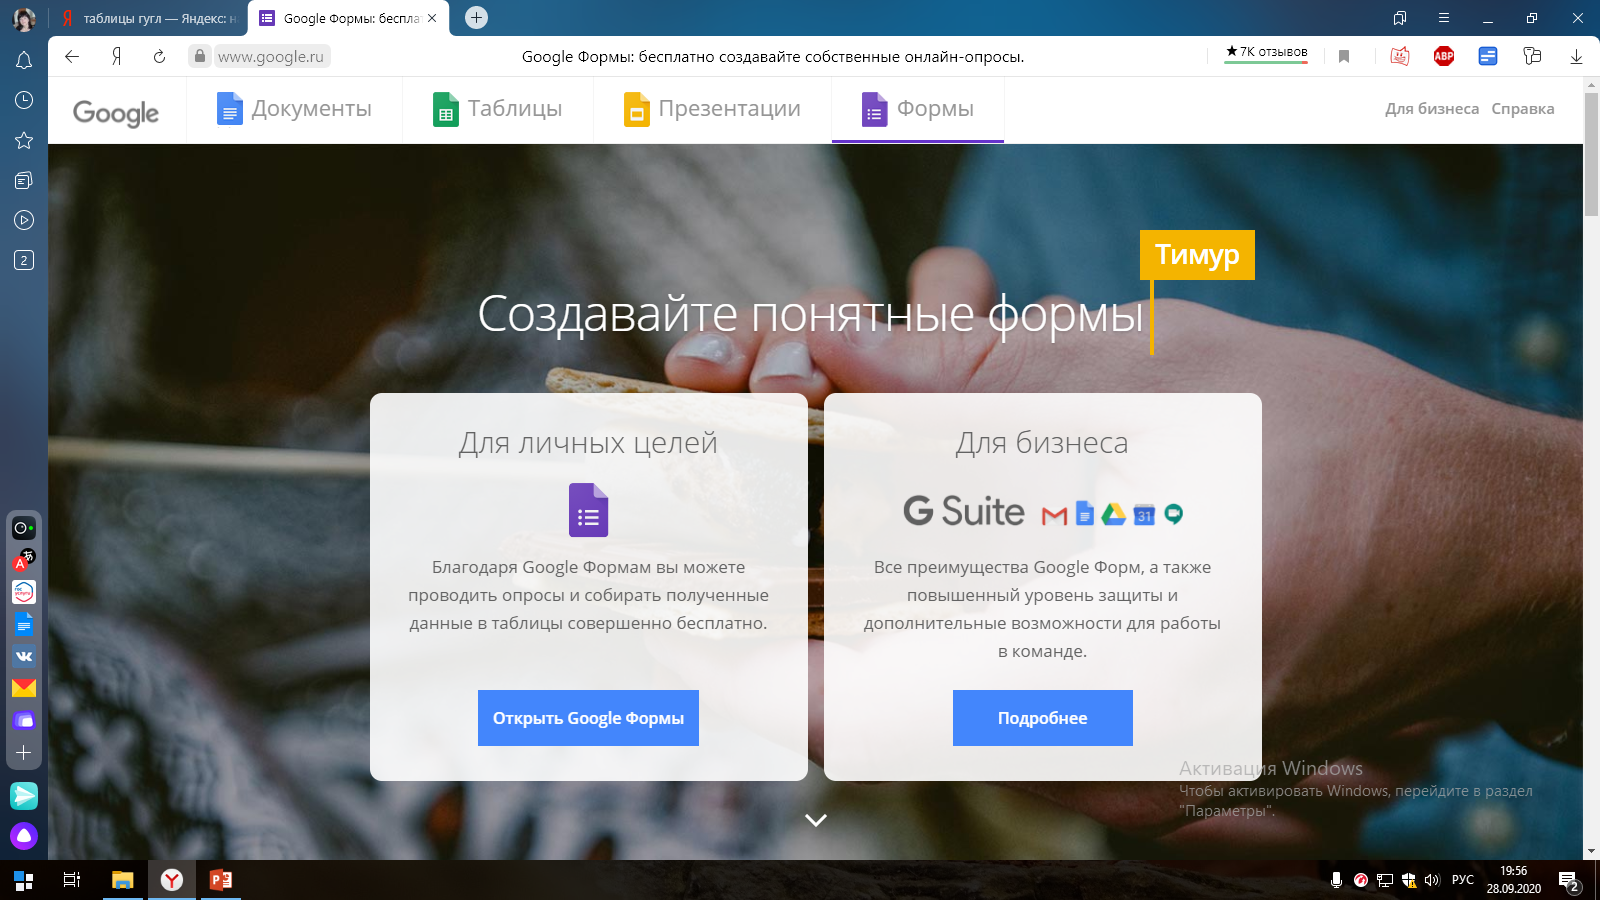 таблицы гугл — Яндекс: н
Google Формы: беспла
www.google.ru
Google Формы: бесплатно создавайте собственные онлайн-опросы.
★ 7К отзывов
ABP
Google
Документы
Таблицы
Презентации
Формы
Для бизнеса
Справка
2
Тимур
Создавайте понятные формы
Для личных целей
Благодаря Google Формам вы можете
проводить опросы и собирать полученные
данные в таблицы совершенно бесплатно.
Открыть Google Формы
Для бизнеса
G Suite
31
Все преимущества Google Форм, а также
повышенный уровень защиты и
дополнительные возможности для работы
в команде.
Подробнее
Активация Windows
Чтобы активировать Windows, перейдите в раздел
"Параметры".
РУС
19:56
28.09.2020
2